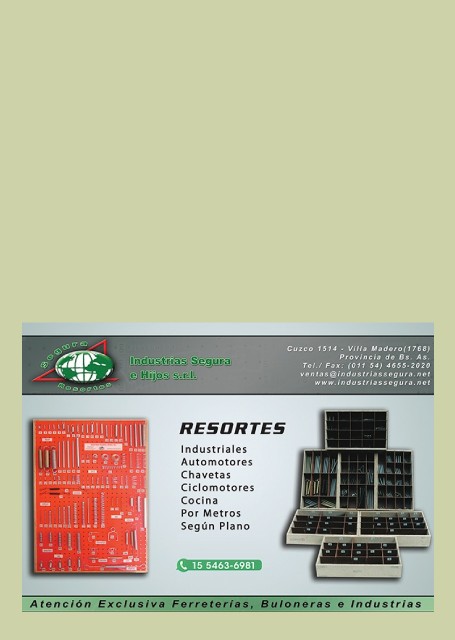 Segura
Resortes
Industrias Segura
e Hijos s.r.l.
Cuzco 1514 - Villa Madero(1768)
Provincia de Bs. As.
Tel./ Fax: (011 54) 4655-2020
ventas@industriassegura.net
www.industriassegura.net
RESORTES
Industriales
Automotores
Chavetas
Ciclomotores
Cocina
Por Metros
Según Plano
15 5463-6981
Atención Exclusiva Ferreterías, Buloneras e Industrias